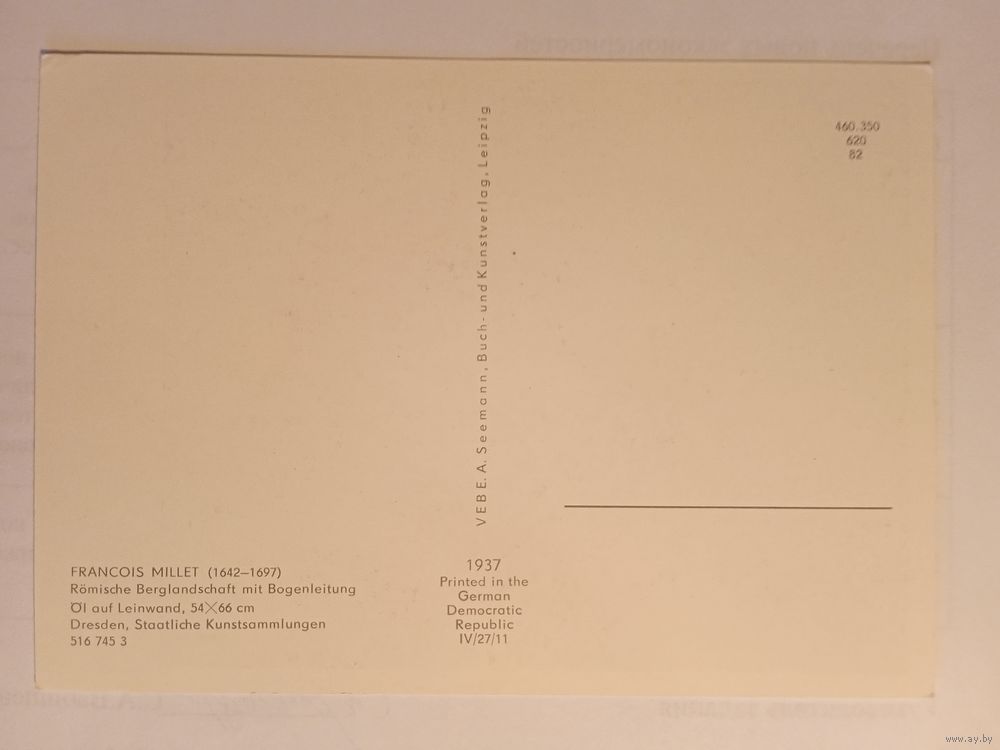 460.350
620
82
VEB E. A. Seemann, Buch- und Kunstverlag, Leipzig
FRANCOIS MILLET (1642—1697)
Römische Berglandschaft mit Bogenleitung
Öl auf Leinwand, 54×66 cm
Dresden, Staatliche Kunstsammlungen
516 745 3
1937
Printed in the
German
Democratic
Republic
IV/27/11
www.ay.by